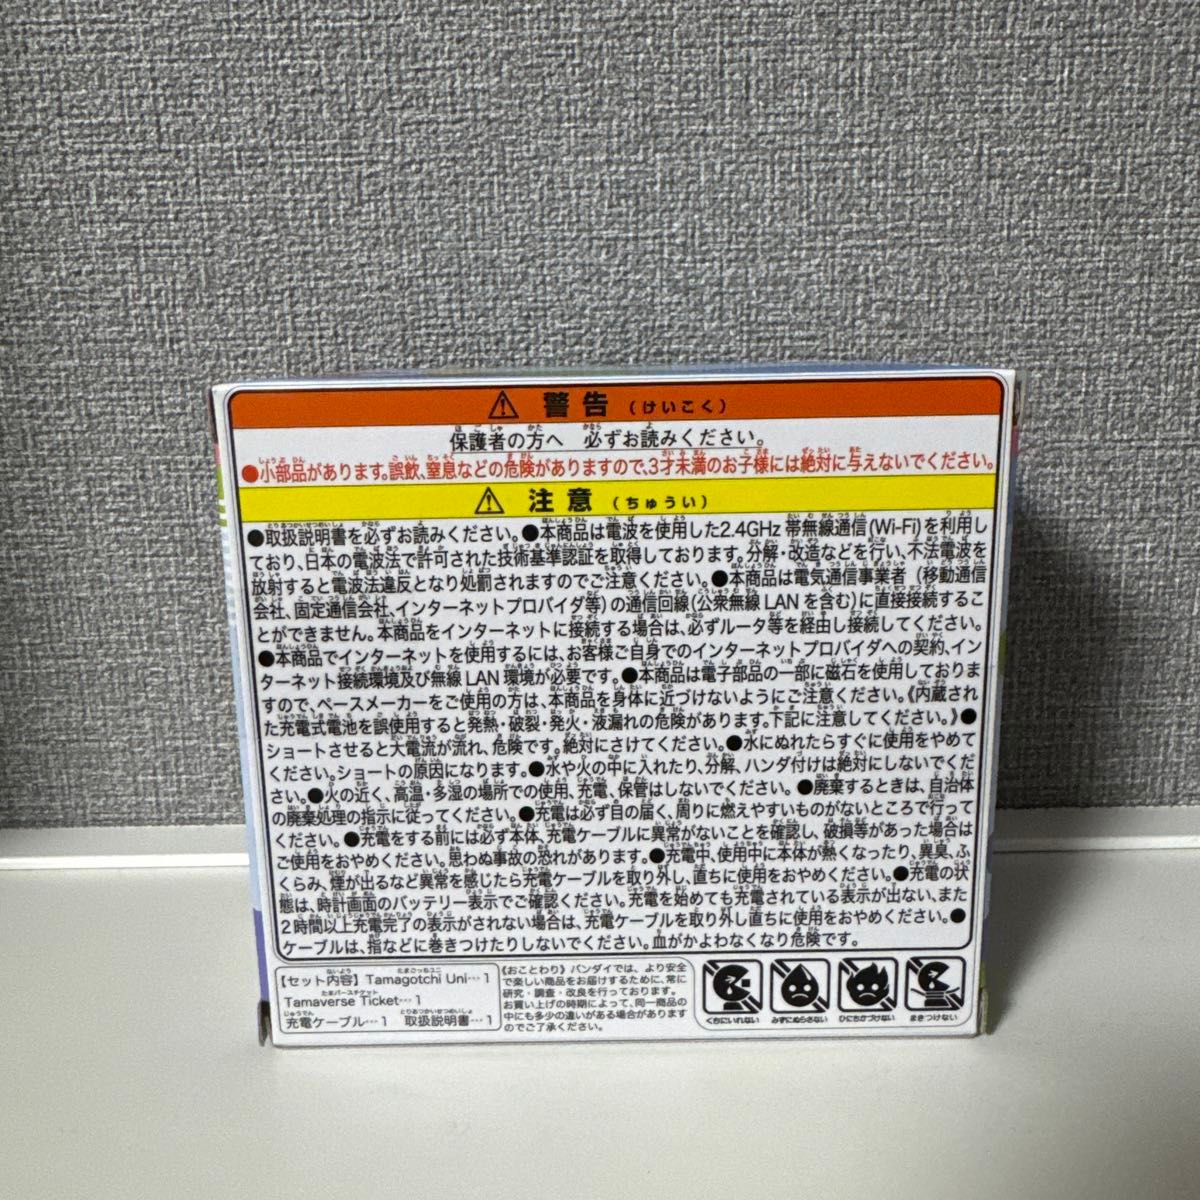 警告 (けいこく)
保護者の方へ 必ずお読みください。
●小部品があります。誤飲、窒息などの危険がありますので、3才未満のお子様には絶対に与えないでください。
注意 (ちゅうい)
●取扱説明書を必ずお読みください。●本商品は電波を使用した2.4GHz 帯無線通信(Wi-Fi)を利用し
ており、日本の電波法で許可された技術基準認証を取得しております。分解・改造などを行い、不法電波を
放射すると電波法違反となり処罰されますのでご注意ください。●本商品は電気通信事業者(移動通信
会社、固定通信会社、インターネットプロバイダ等)の通信回線(公衆無線LANを含む)に直接接続するこ
とができません。本商品をインターネットに接続する場合は、必ずルータ等を経由し接続してください。
●本商品でインターネットを使用するには、お客様ご自身でのインターネットプロバイダへの契約、イン
ターネット接続環境及び無線LAN環境が必要です。●本商品は電子部品の一部に磁石を使用しておりま
すので、ペースメーカーをご使用の方は、本商品を身体に近づけないようにご注意ください。《内蔵され
た充電式電池を誤使用すると発熱・破裂・発火・液漏れの危険があります。下記に注意してください。》●
ショートさせると大電流が流れ、危険です。絶対にさけてください。●水にぬれたらすぐに使用をやめて
ください。ショートの原因になります。●水や火の中に入れたり、分解、ハンダ付けは絶対にしないでくだ
さい。●火の近く、高温・多湿の場所での使用、充電、保管はしないでください。●廃棄するときは、自治体
の廃棄処理の指示に従ってください。●充電は必ず目の届く、周りに燃えやすいものがないところで行って
ください。●充電をする前には必ず本体、充電ケーブルに異常がないことを確認し、破損等があった場合は
ご使用をおやめください。思わぬ事故の恐れがあります。●充電中、使用中に本体が熱くなったり、異臭、ふ
くらみ、煙が出るなど異常を感じたら充電ケーブルを取り外し、直ちに使用をおやめください。●充電の状
態は、時計画面のバッテリー表示でご確認ください。充電を始めても充電されている表示が出ない、また
2時間以上充電完了の表示がされない場合は、充電ケーブルを取り外し直ちに使用をおやめください。●
ケーブルは、指などに巻きつけたりしないでください。血がかよわなくなり危険です。
【セット内容】Tamagotchi Uni…1
Tamaverse Ticket…1
充電ケーブル…1 取扱説明書…1
《おことわり》バンダイでは、より安全
で楽しい商品をお届けするために、常に
研究・調査・改良を行っております。
お買い上げの時期によって、同一商品の
中にも多少の違いがある場合があります
のでご了承ください。
くちにいれない みずにぬらさない ひにちかづけない まきつけない